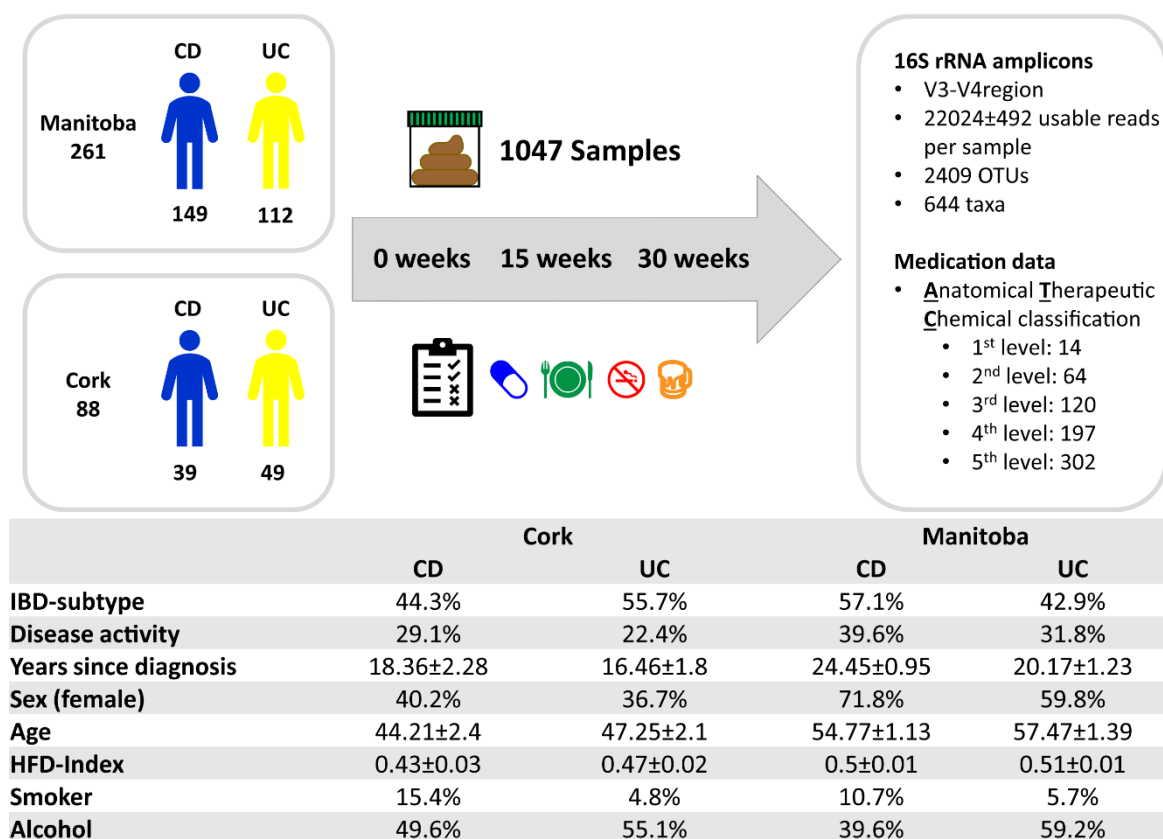 CD UC
Manitoba
261
149 112
CD UC
Cork
88
39 49
1047 Samples
0 weeks 15 weeks 30 weeks
16S rRNA amplicons
• V3-V4region
• 22024±492 usable reads
per sample
• 2409 OTUs
• 644 taxa
Medication data
• Anatomical Therapeutic
Chemical classification
• 1st level: 14
• 2nd level: 64
• 3rd level: 120
• 4th level: 197
• 5th level: 302
Cork Manitoba
CD UC CD UC
IBD-subtype 44.3% 55.7% 57.1% 42.9%
Disease activity 29.1% 22.4% 39.6% 31.8%
Years since diagnosis 18.36±2.28 16.46±1.8 24.45±0.95 20.17±1.23
Sex (female) 40.2% 36.7% 71.8% 59.8%
Age 44.21±2.4 47.25±2.1 54.77±1.13 57.47±1.39
HFD-Index 0.43±0.03 0.47±0.02 0.5±0.01 0.51±0.01
Smoker 15.4% 4.8% 10.7% 5.7%
Alcohol 49.6% 55.1% 39.6% 59.2%